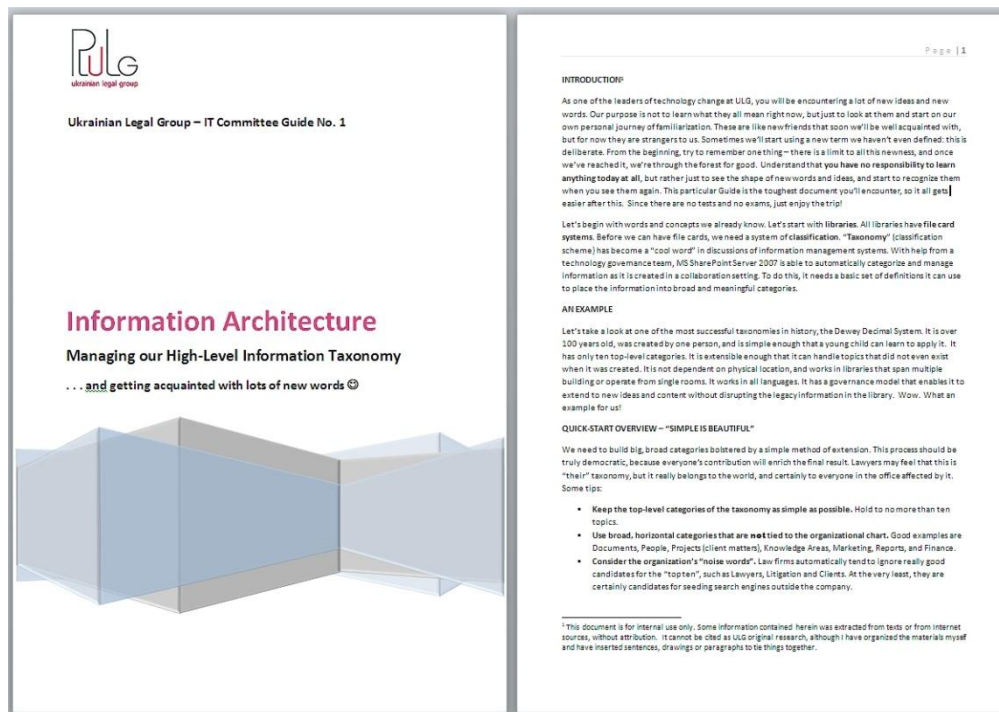 PULG
ukrainian legal group
Ukrainian Legal Group – IT Committee Guide No. 1
Information Architecture
Managing our High-Level Information Taxonomy
. . . and getting acquainted with lots of new words ☺
Page | 1
INTRODUCTION¹
As one of the leaders of technology change at ULG, you will be encountering a lot of new ideas and new
words. Our purpose is not to learn what they all mean right now, but just to look at them and start on our
own personal journey of familiarization. These are like new friends that soon we'll be well acquainted with,
but for now they are strangers to us. Sometimes we'll start using a new term we haven't even defined: this is
deliberate. From the beginning, try to remember one thing – there is a limit to all this newness, and once
we've reached it, we're through the forest for good. Understand that you have no responsibility to learn
anything today at all, but rather just to see the shape of new words and ideas, and start to recognize them
when you see them again. This particular Guide is the toughest document you'll encounter, so it all gets
easier after this. Since there are no tests and no exams, just enjoy the trip!
Let's begin with words and concepts we already know. Let's start with libraries. All libraries have file card
systems. Before we can have file cards, we need a system of classification. "Taxonomy" (classification
scheme) has become a "cool word" in discussions of information management systems. With help from a
technology governance team, MS SharePoint Server 2007 is able to automatically categorize and manage
information as it is created in a collaboration setting. To do this, it needs a basic set of definitions it can use
to place the information into broad and meaningful categories.
AN EXAMPLE
Let's take a look at one of the most successful taxonomies in history, the Dewey Decimal System. It is over
100 years old, was created by one person, and is simple enough that a young child can learn to apply it. It
has only ten top-level categories. It is extensible enough that it can handle topics that did not even exist
when it was created. It is not dependent on physical location, and works in libraries that span multiple
building or operate from single rooms. It works in all languages. It has a governance model that enables it to
extend to new ideas and content without disrupting the legacy information in the library. Wow. What an
example for us!
QUICK-START OVERVIEW – "SIMPLE IS BEAUTIFUL"
We need to build big, broad categories bolstered by a simple method of extension. This process should be
truly democratic, because everyone's contribution will enrich the final result. Lawyers may feel that this is
"their" taxonomy, but it really belongs to the world, and certainly to everyone in the office affected by it.
Some tips:
• Keep the top-level categories of the taxonomy as simple as possible. Hold to no more than ten
topics.
• Use broad, horizontal categories that are not tied to the organizational chart. Good examples are
Documents, People, Projects (client matters), Knowledge Areas, Marketing, Reports, and Finance.
• Consider the organization's "noise words". Law firms automatically tend to ignore really good
candidates for the "top ten", such as Lawyers, Litigation and Clients. At the very least, they are
certainly candidates for seeding search engines outside the company.
¹ This document is for internal use only. Some information contained herein was extracted from texts or from Internet
sources, without attribution. It cannot be cited as ULG original research, although I have organized the materials myself
and have inserted sentences, drawings or paragraphs to tie things together.